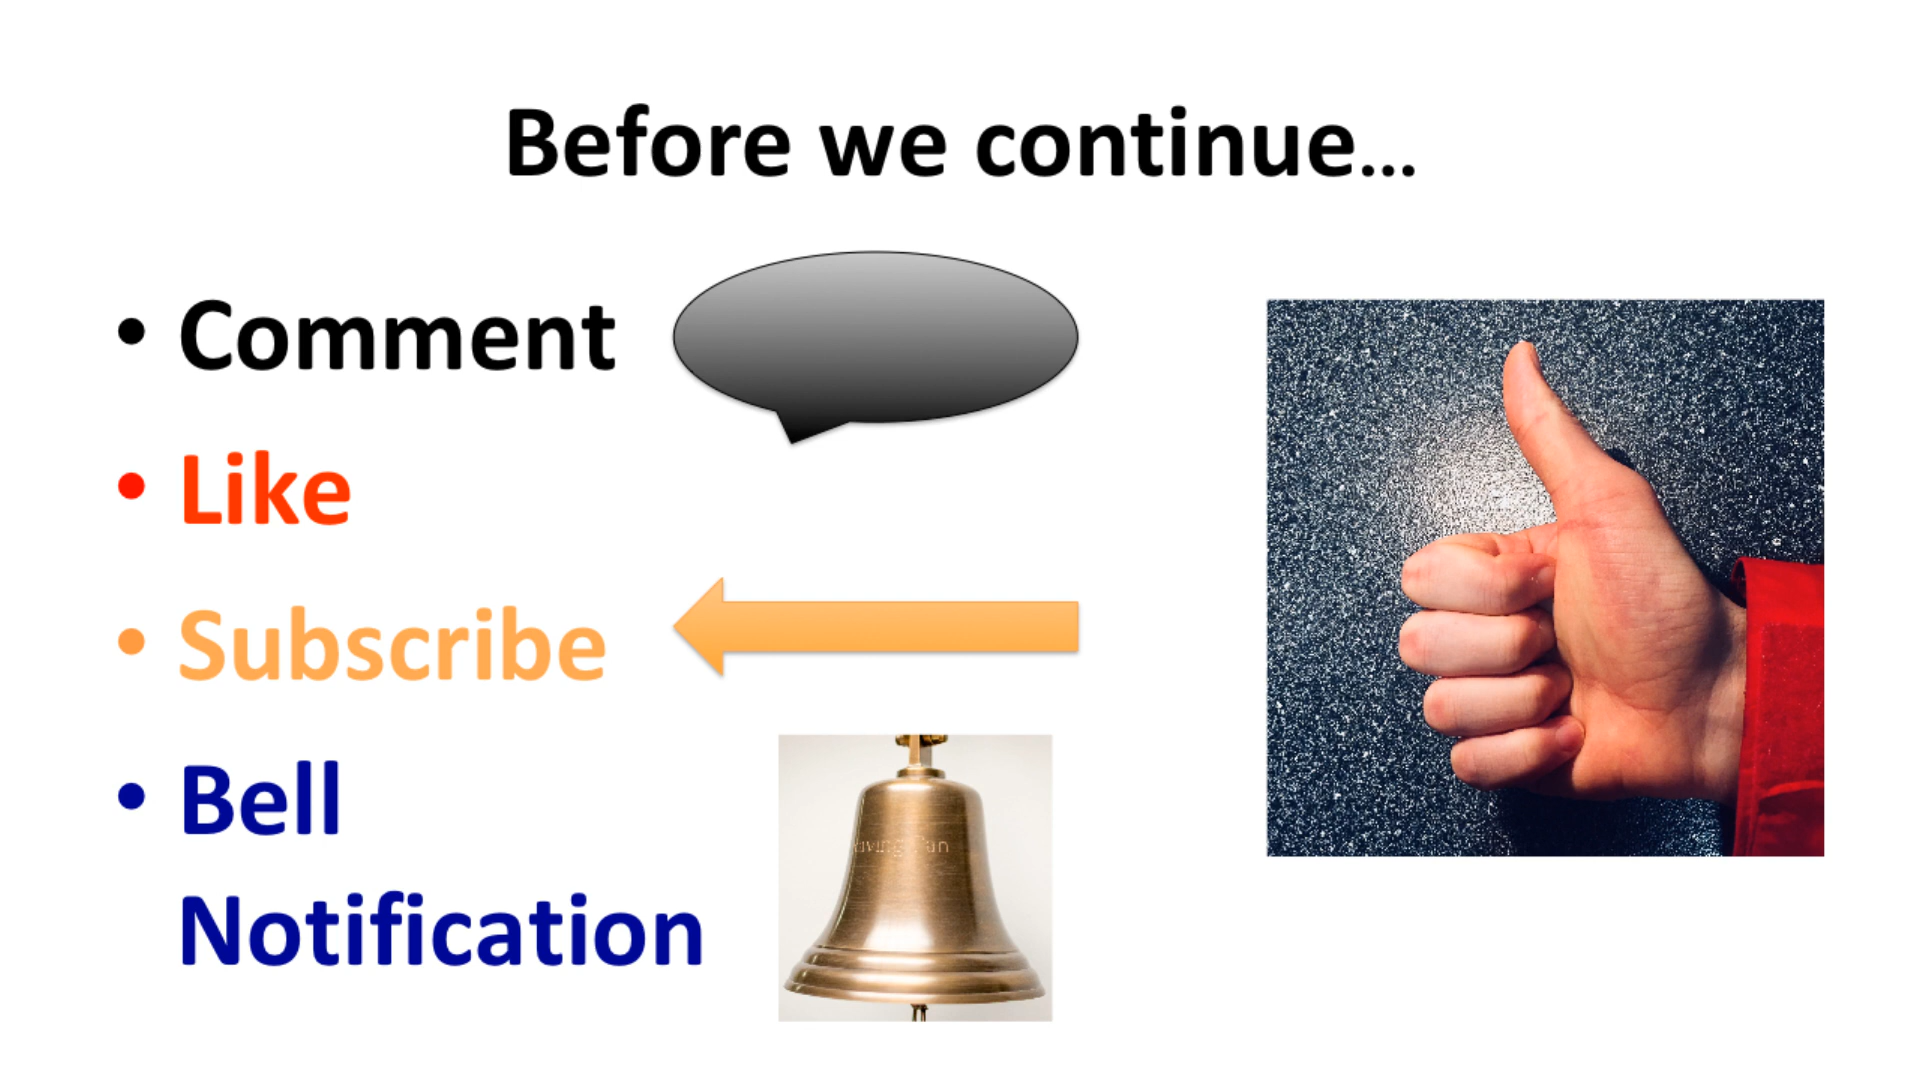 Before we continue...
• Comment
• Like
• Subscribe
• Bell
Notification